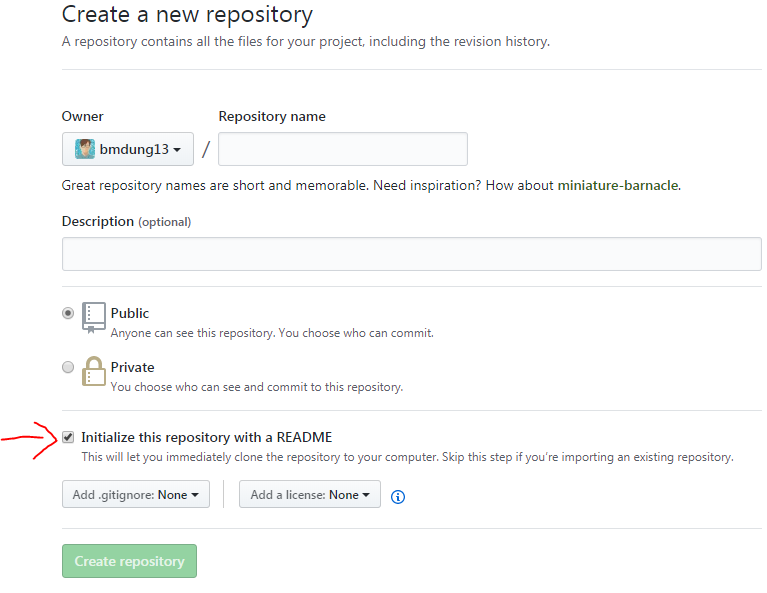 Create a new repository
A repository contains all the files for your project, including the revision history.
Owner Repository name
bmdung13 /
Great repository names are short and memorable. Need inspiration? How about miniature-barnacle.
Description (optional)
Public
Anyone can see this repository. You choose who can commit.
Private
You choose who can see and commit to this repository.
Initialize this repository with a README
This will let you immediately clone the repository to your computer. Skip this step if you’re importing an existing repository.
Add .gitignore: None Add a license: None
Create repository